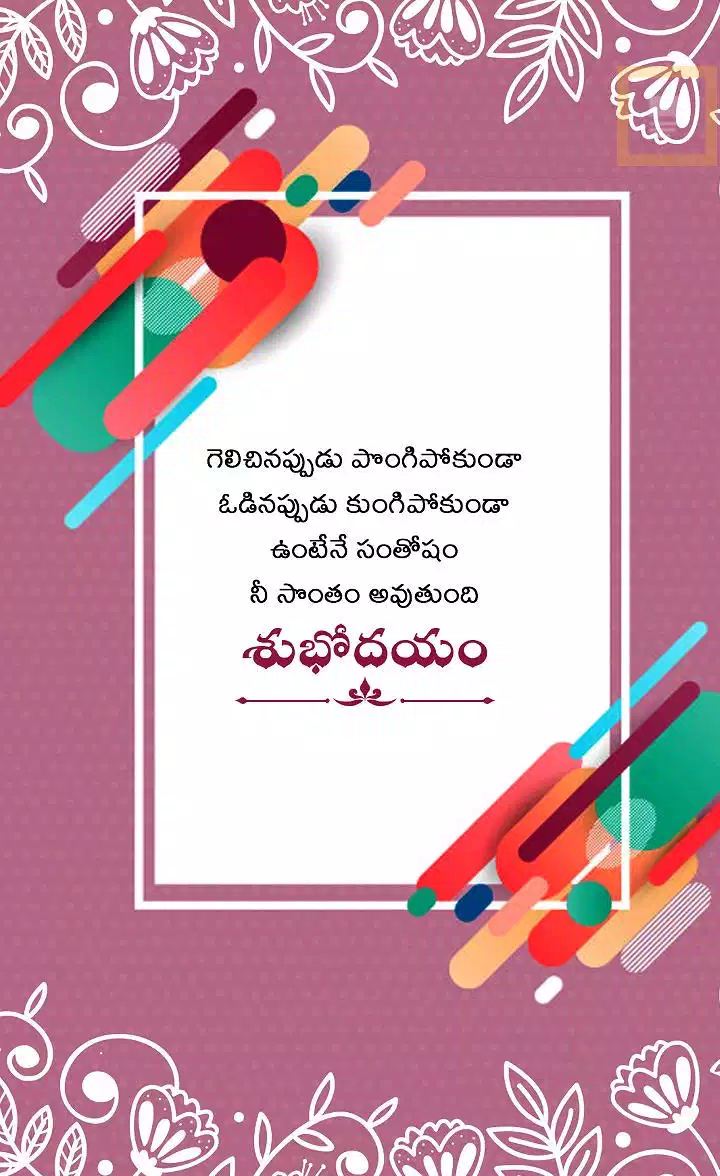 గెలిచినప్పుడు పొంగిపోకుండా
ఓడినప్పుడు కుంగిపోకుండా
ఉంటేనే సంతోషం
నీ సొంతం అవుతుంది
శుభోదయం